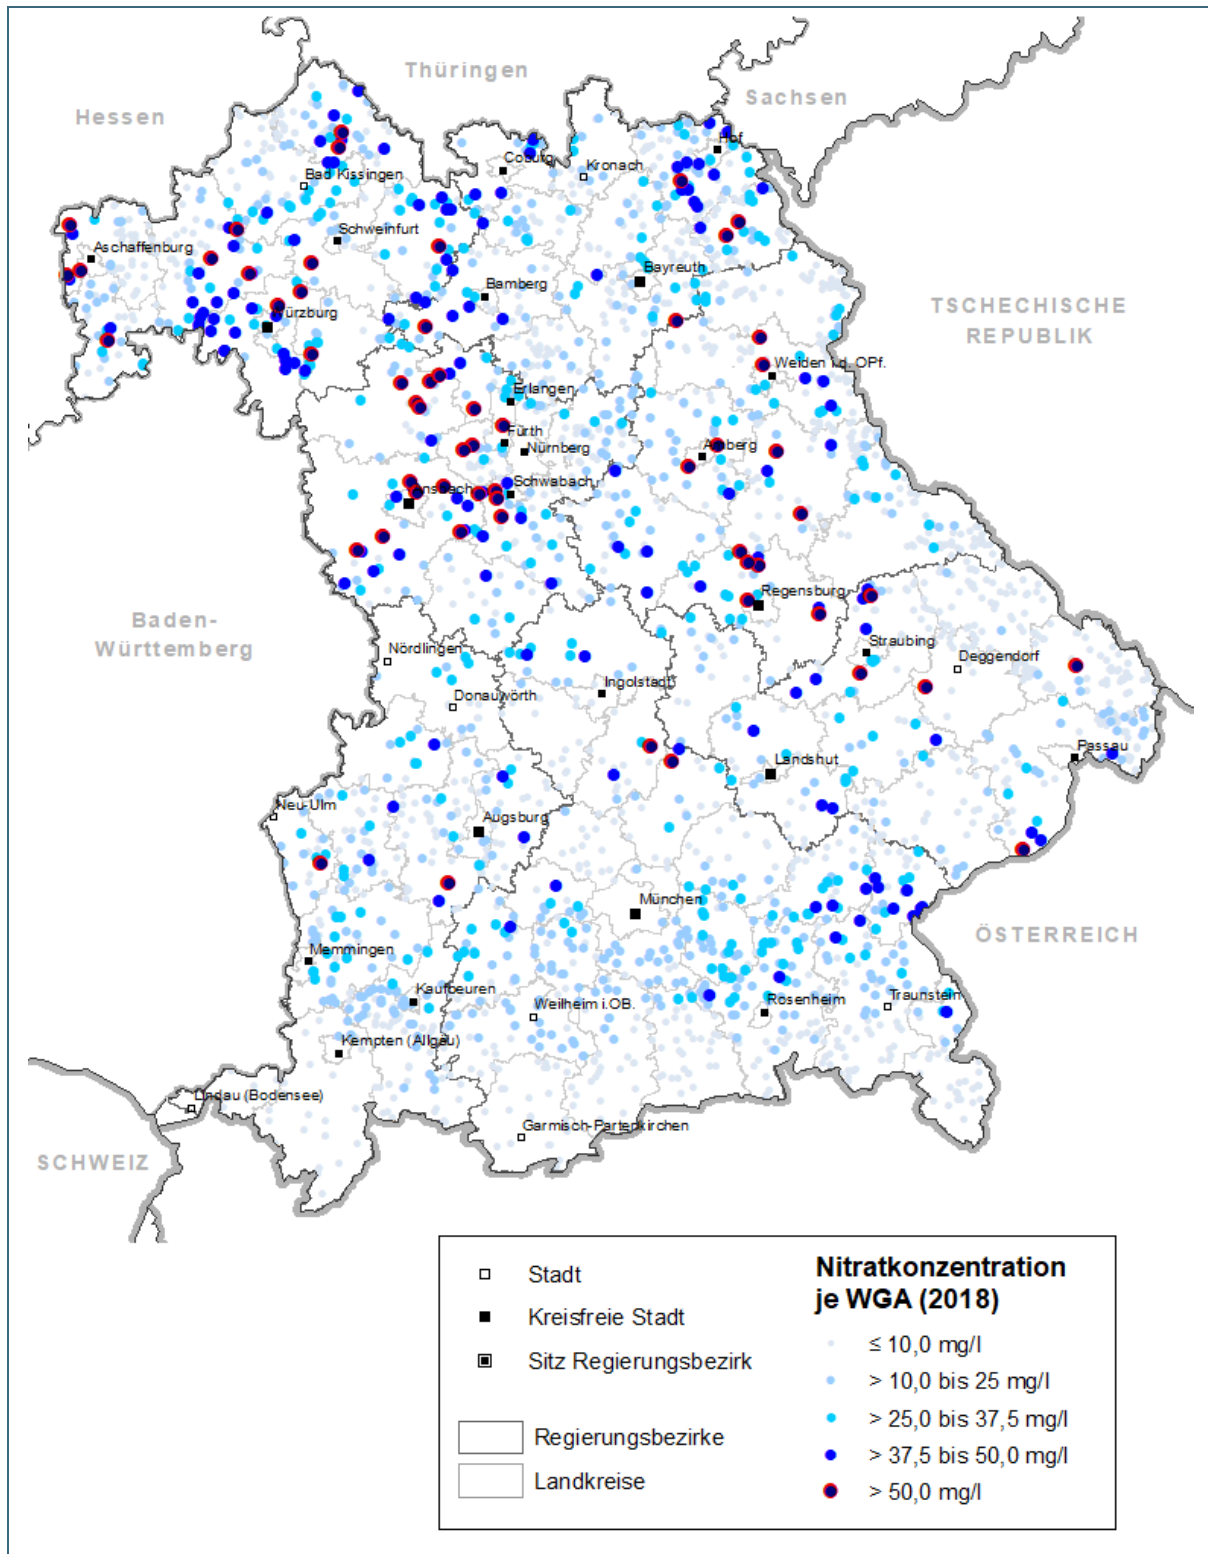 Thüringen
Sachsen
Hessen
Hof
Coburg
Kronach
Bad Kissingen
Schweinfurt
Aschaffenburg
Bayreuth
Bamberg
TSCHECHISCHE
REPUBLIK
Würzburg
Weiden i.d. OPf.
Erlangen
Fürth
Nürnberg
Amberg
Ansbach
Schwabach
Regensburg
Baden-
Württemberg
Straubing
Nördlingen
Deggendorf
Ingolstadt
Donauwörth
Passau
Landshut
Neu-Ulm
Augsburg
München
ÖSTERREICH
Memmingen
Kaufbeuren
Weilheim i.OB.
Rosenheim
Traunstein
Kempten (Allgäu)
Lindau (Bodensee)
Garmisch-Partenkirchen
SCHWEIZ
Stadt
Kreisfreie Stadt
Sitz Regierungsbezirk
Regierungsbezirke
Landkreise
Nitratkonzentration
je WGA (2018)
≤ 10,0 mg/l
> 10,0 bis 25 mg/l
> 25,0 bis 37,5 mg/l
> 37,5 bis 50,0 mg/l
> 50,0 mg/l